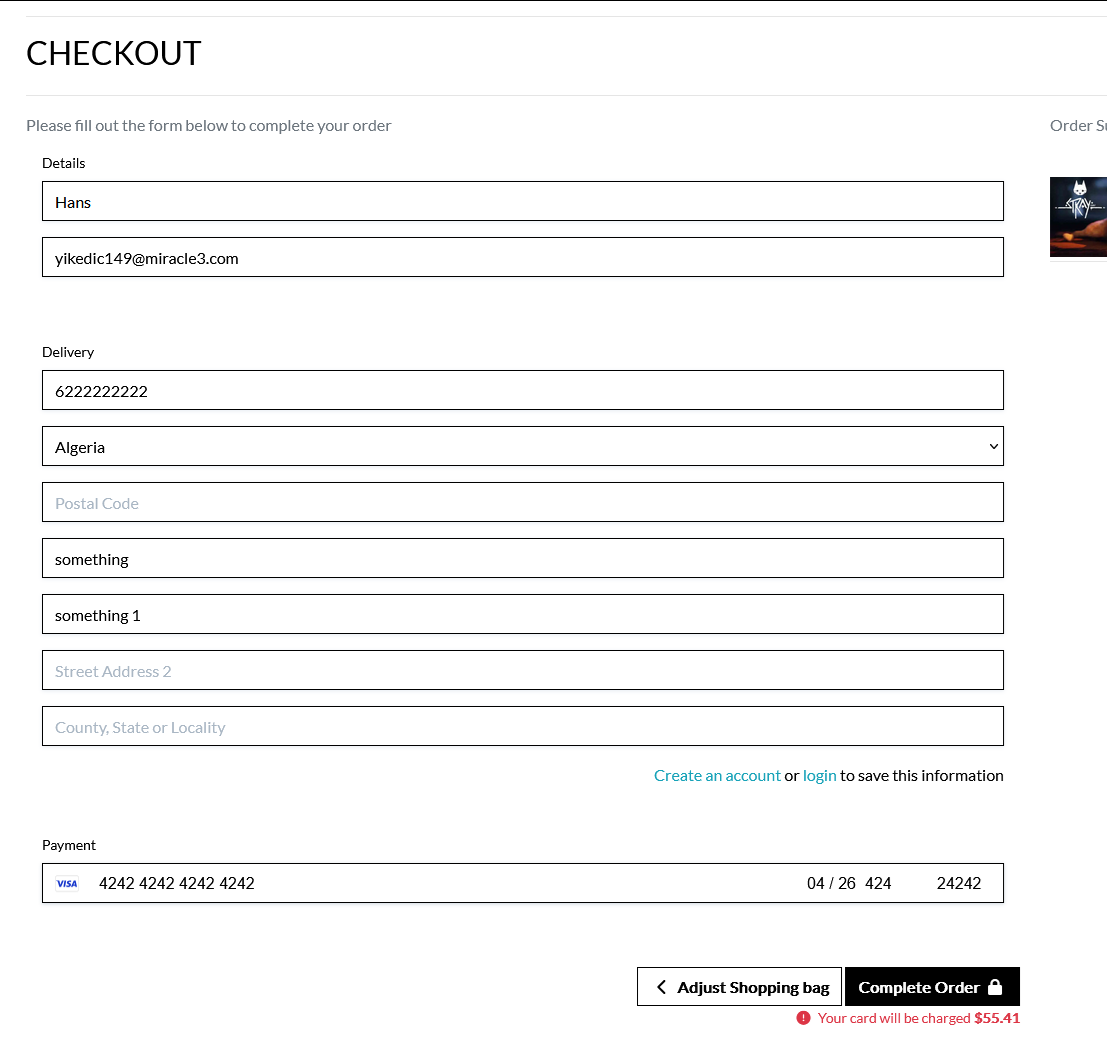 CHECKOUT
Please fill out the form below to complete your order
Order Su
STRAY
Details
Hans
yikedic149@miracle3.com
Delivery
6222222222
Algeria
Postal Code
something
something 1
Street Address 2
County, State or Locality
Create an account or login to save this information
Payment
VISA 4242 4242 4242 4242 04 / 26 424 24242
Adjust Shopping bag Complete Order
Your card will be charged $55.41